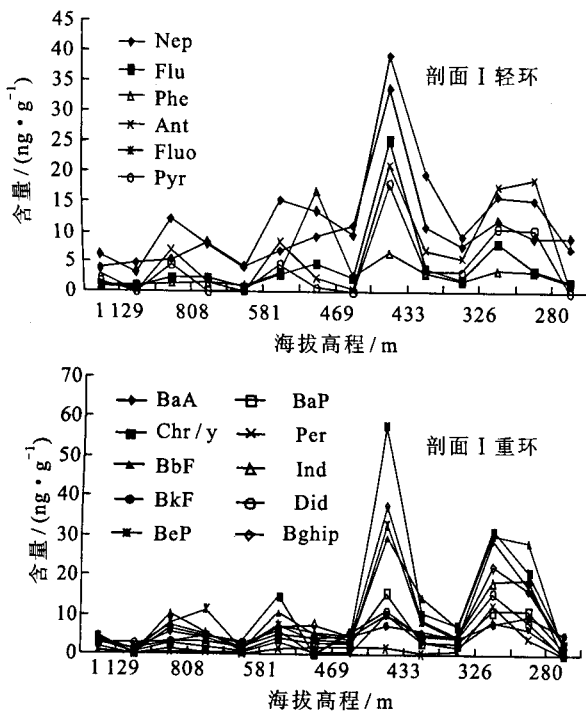 含量/(ng•g⁻¹)
45
40
35
30
25
20
15
10
5
0
Nep
Flu
Phe
Ant
Fluo
Pyr
剖面 I 轻环
1 129 808 581 469 433 326 280
海拔高程/m
含量/(ng•g⁻¹)
70
60
50
40
30
20
10
0
BaA BaP
Chr/y Per
BbF Ind
BkF Did
BeP Bghip
剖面 I 重环
1 129 808 581 469 433 326 280
海拔高程/m